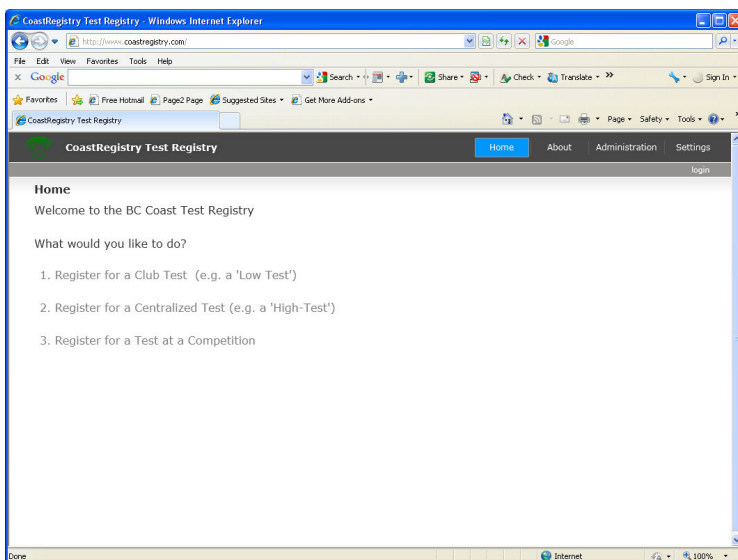 CoastRegistry Test Registry - Windows Internet Explorer
http://www.coastregistry.com/
Google
File Edit View Favorites Tools Help
x Google Search Share Check Translate >> Sign In
Favorites Free Hotmail Page2 Page Suggested Sites Get More Add-ons
CoastRegistry Test Registry Page Safety Tools
CoastRegistry Test Registry Home About Administration Settings
login
Home
Welcome to the BC Coast Test Registry
What would you like to do?
1. Register for a Club Test (e.g. a 'Low Test')
2. Register for a Centralized Test (e.g. a 'High-Test')
3. Register for a Test at a Competition
Done Internet 100%